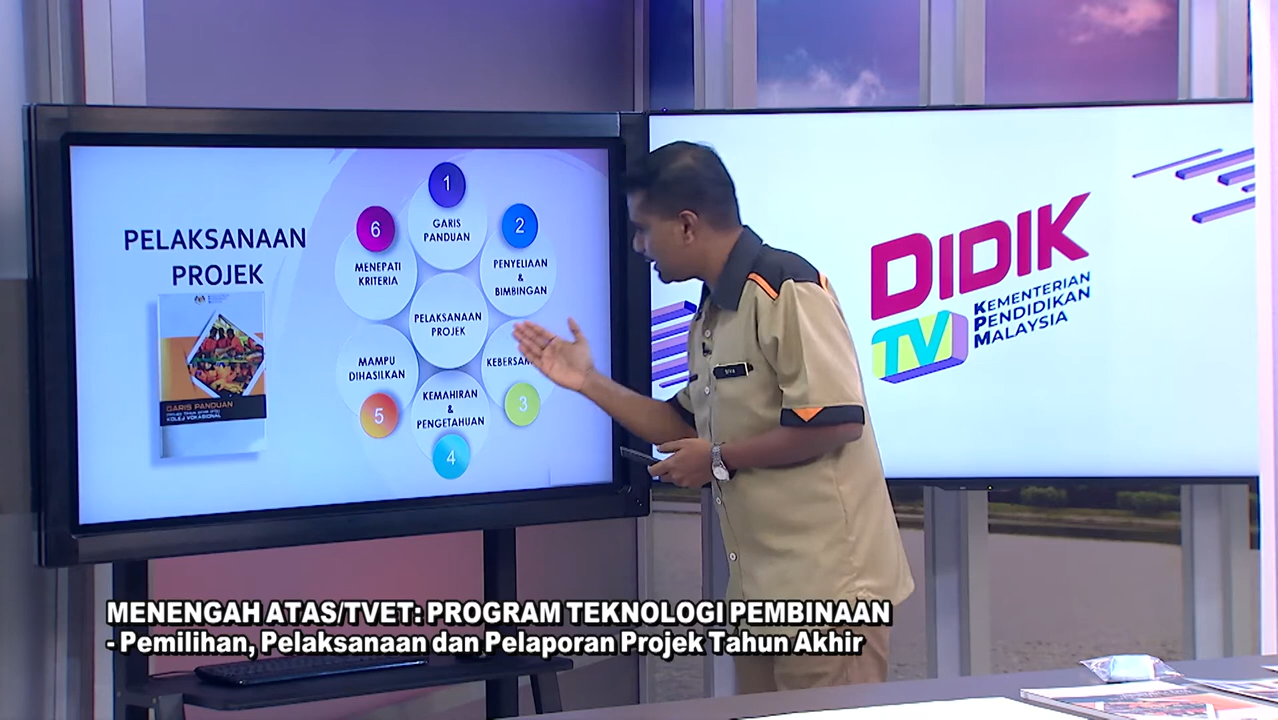 PELAKSANAAN
PROJEK
GARIS PANDUAN
KOLEJ VOKASIONAL
1
GARIS
PANDUAN
2
PENYELIAAN
&
BIMBINGAN
3
4
KEMAHIRAN
&
PENGETAHUAN
5
MAMPU
DIHASILKAN
6
MENEPATI
KRITERIA
PELAKSANAAN
PROJEK
DIDIK
TV
KEMENTERIAN
PENDIDIKAN
MALAYSIA
MENENGAH ATAS/TVET: PROGRAM TEKNOLOGI PEMBINAAN
- Pemilihan, Pelaksanaan dan Pelaporan Projek Tahun Akhir